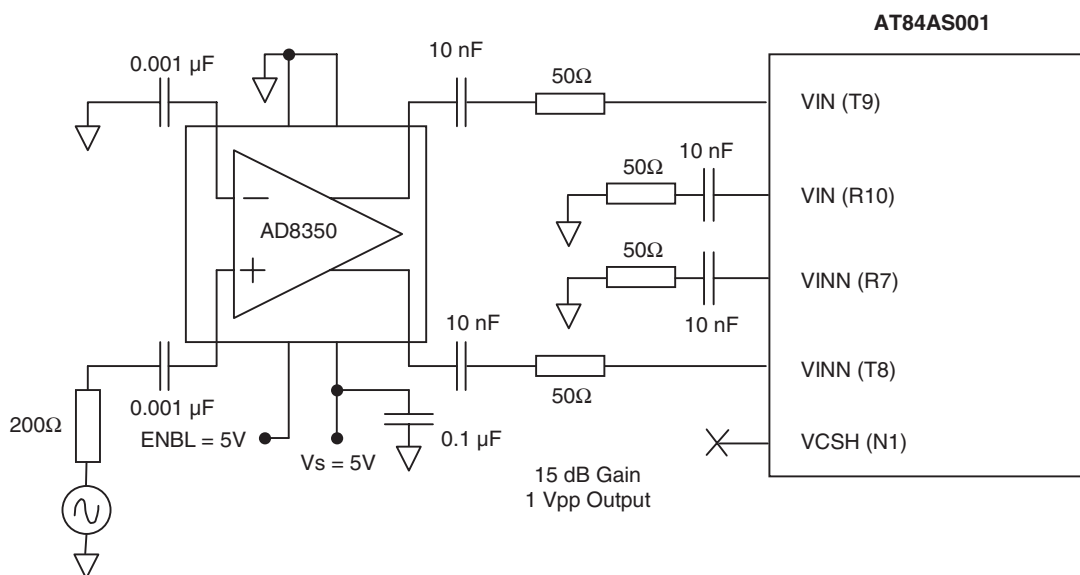 AT84AS001
0.001 µF
10 nF
50Ω
VIN (T9)
10 nF
50Ω
VIN (R10)
−
AD8350
+
50Ω
VINN (R7)
10 nF
10 nF
VINN (T8)
50Ω
200Ω
0.001 µF
ENBL = 5V
Vs = 5V
0.1 µF
VCSH (N1)
15 dB Gain
1 Vpp Output